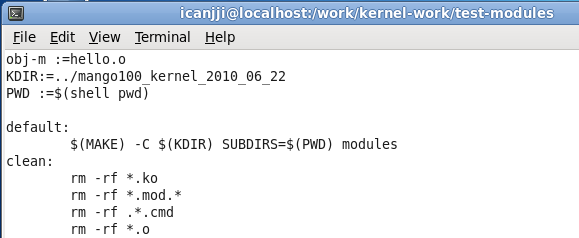 icanjji@localhost:/work/kernel-work/test-modules
File Edit View Terminal Help
obj-m :=hello.o
KDIR:=../mango100_kernel_2010_06_22
PWD :=$(shell pwd)
default:
$(MAKE) -C $(KDIR) SUBDIRS=$(PWD) modules
clean:
rm -rf *.ko
rm -rf *.mod.*
rm -rf .*.cmd
rm -rf *.o